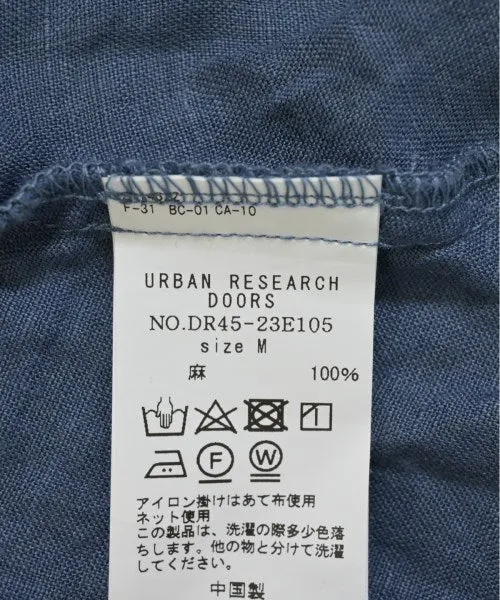 F-31 BC-01 CA-10
URBAN RESEARCH
DOORS
NO.DR45-23E105
size M
麻 100%
F W
アイロン掛けはあて布使用
ネット使用
この製品は、洗濯の際多少色落
ちします。他の物と分けて洗濯
してください。
中国製